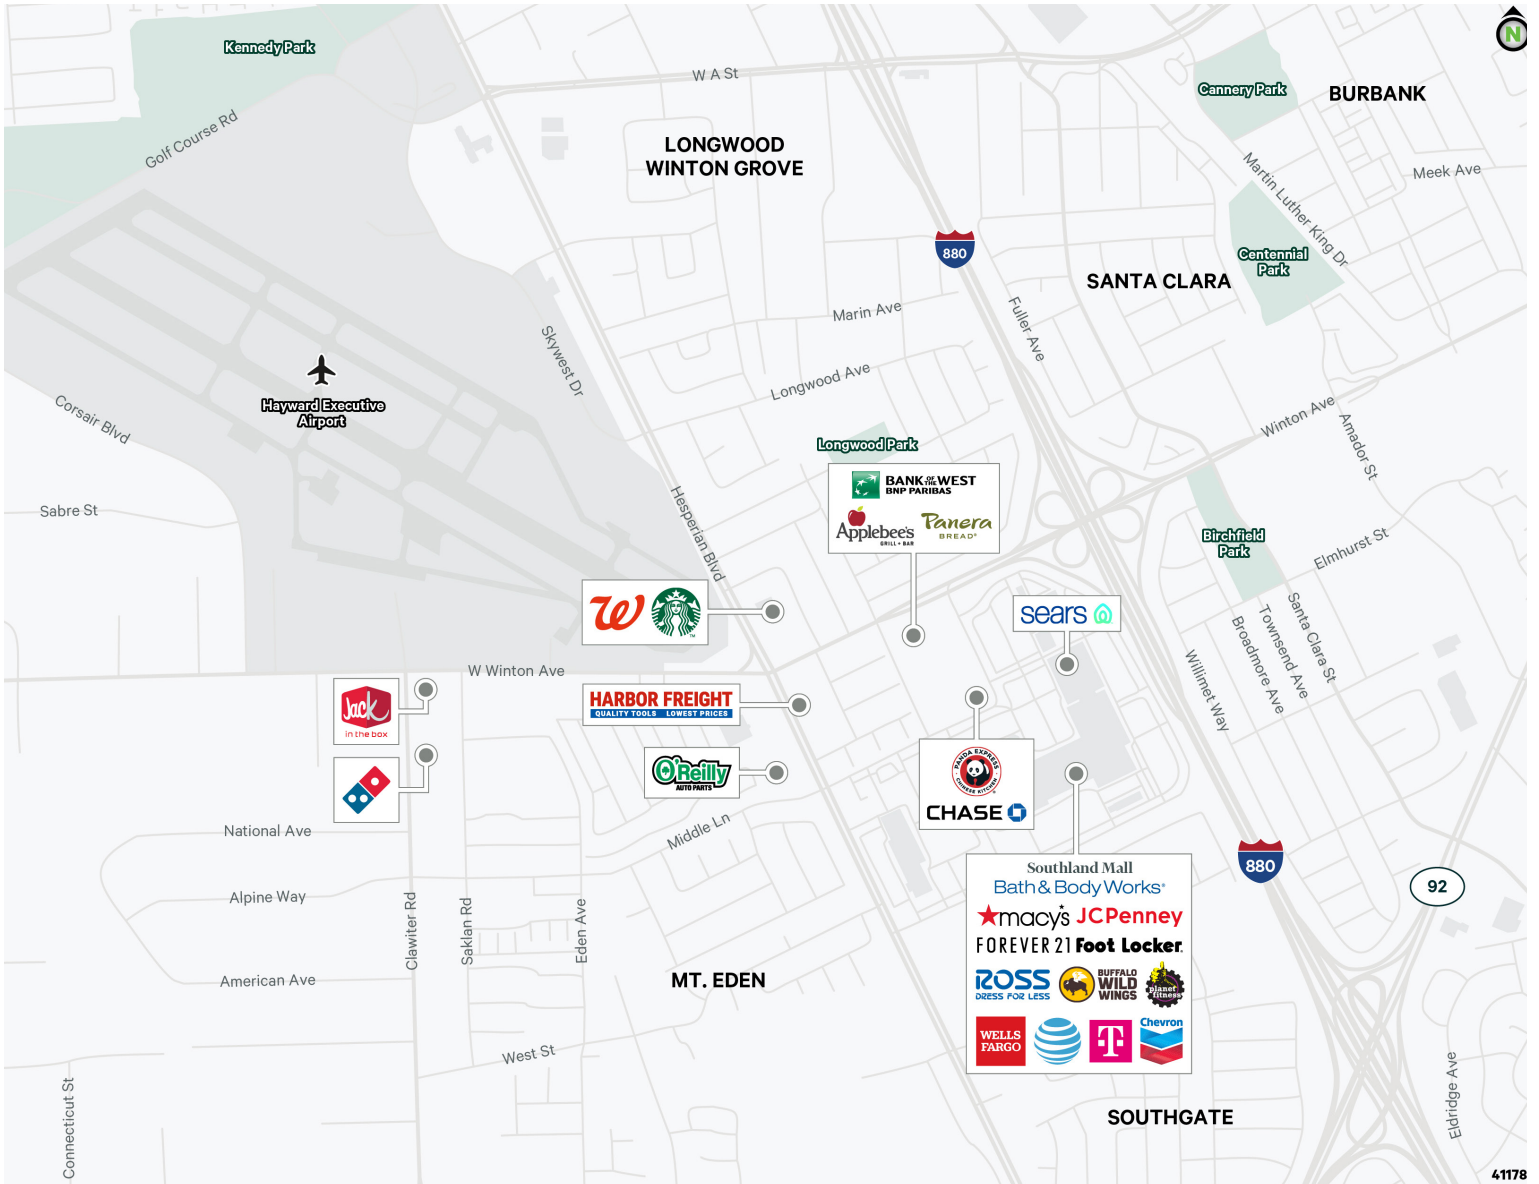 Kennedy Park
N
W A St
Cannery Park
BURBANK
Golf Course Rd
LONGWOOD
WINTON GROVE
Martin Luther King Dr
Meek Ave
880
Centennial
Park
SANTA CLARA
Marin Ave
Fuller Ave
Skywest Dr
Longwood Ave
Hayward Executive
Airport
Corsair Blvd
Winton Ave
Amador St
Longwood Park
BANK OF THE WEST
BNP PARIBAS
Applebee's
GRILL + BAR
Panera
BREAD®
Sabre St
Hesperian Blvd
Birchfield
Park
Elmhurst St
W
TM
sears
Santa Clara St
Townsend Ave
Broadmore Ave
Willimet Way
W Winton Ave
Jack
in the box
HARBOR FREIGHT
QUALITY TOOLS LOWEST PRICES
O'Reilly
AUTO PARTS
PANDA EXPRESS
CHINESE KITCHEN
CHASE
National Ave
Middle Ln
Southland Mall
Bath & Body Works®
880
92
Alpine Way
Clawiter Rd
Saklan Rd
Eden Ave
macy's JCPenney
FOREVER 21 Foot Locker.
ROSS
DRESS FOR LESS
BUFFALO
WILD
WINGS
planet
fitness
American Ave
MT. EDEN
WELLS
FARGO
T
Chevron
West St
Connecticut St
Eldridge Ave
SOUTHGATE
41178